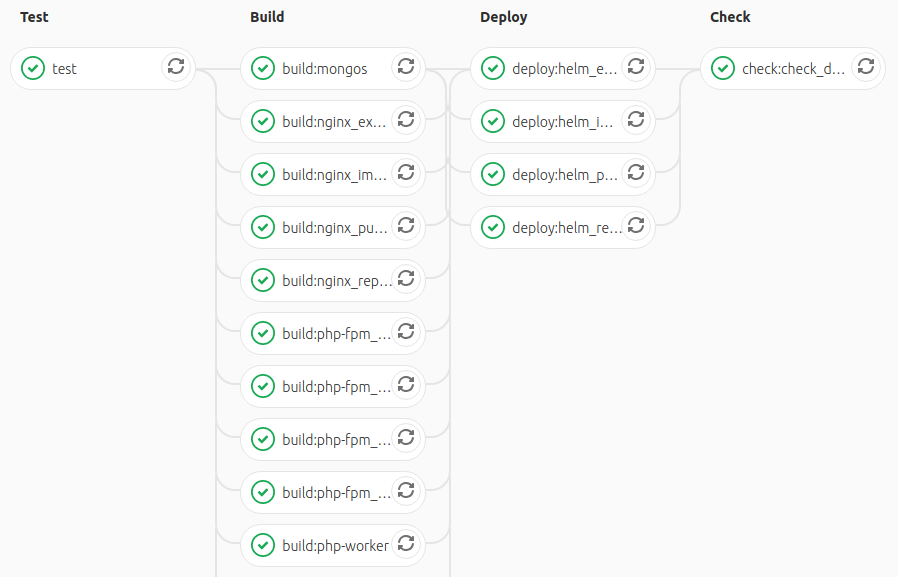 Test
test
Build
build:mongos
build:nginx_ex...
build:nginx_im...
build:nginx_pu...
build:nginx_rep...
build:php-fpm_...
build:php-fpm_...
build:php-fpm_...
build:php-fpm_...
build:php-worker
Deploy
deploy:helm_e...
deploy:helm_i...
deploy:helm_p...
deploy:helm_re...
Check
check:check_d...